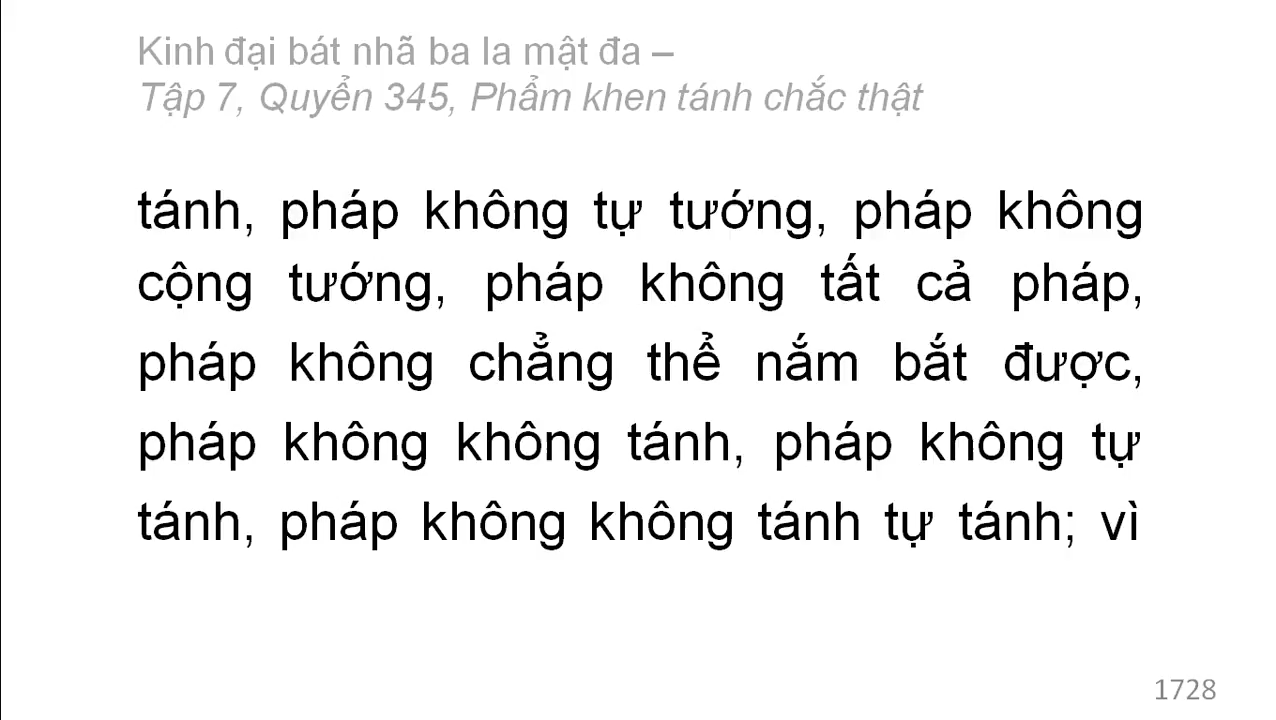 Kinh đại bát nhã ba la mật đa –
Tập 7, Quyển 345, Phẩm khen tánh chắc thật
tánh, pháp không tự tướng, pháp không
cộng tướng, pháp không tất cả pháp,
pháp không chẳng thể nắm bắt được,
pháp không không tánh, pháp không tự
tánh, pháp không không tánh tự tánh; vì
1728